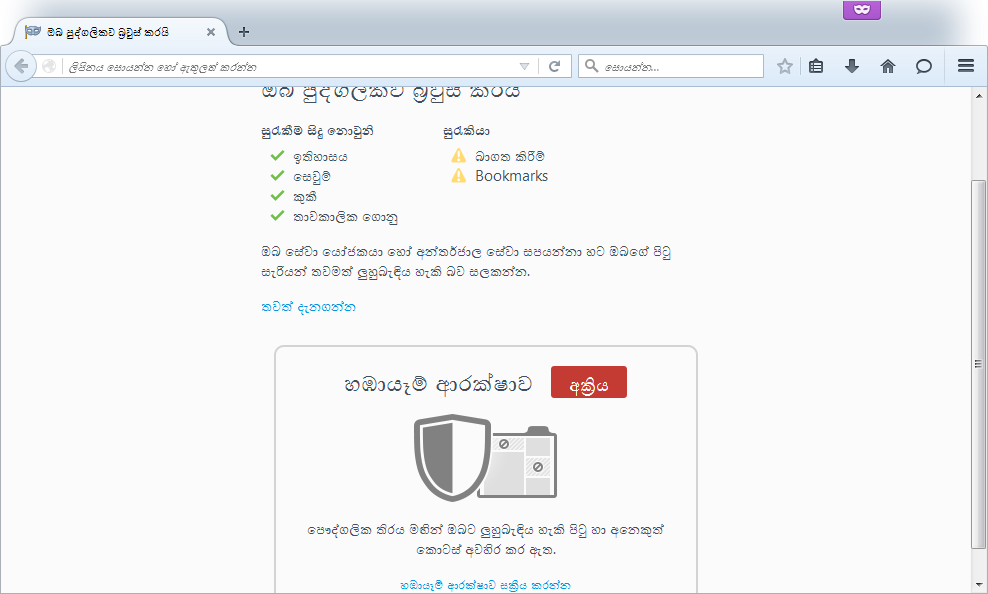 ඔබ පුද්ගලිකව බ්‍රවුස් කරයි
ලිපිනය සොයන්න හෝ ඇතුලත් කරන්න
සොයන්න...
ඔබ පුද්ගලිකව බ්‍රවුස් කරයි
සුරැකීම සිදු නොවුනි
සුරැකියා
ඉතිහාසය
බාගත කිරීම්
සෙවුම්
Bookmarks
කුකී
තාවකාලික ගොනු
ඔබ සේවා යෝජකයා හෝ අන්තර්ජාල සේවා සපයන්නා හට ඔබගේ පිටු
සැරියන් තවමත් ලුහුබැඳිය හැකි බව සලකන්න.
තවත් දැනගන්න
හඹායෑම් ආරක්ෂාව
අක්‍රිය
පෞද්ගලික තිරය මඟින් ඔබට ලුහුබැඳිය හැකි පිටු හා අනෙකුත්
කොටස් අවහිර කර ඇත.
හඹායෑම් ආරක්ෂාව සක්‍රීය කරන්න